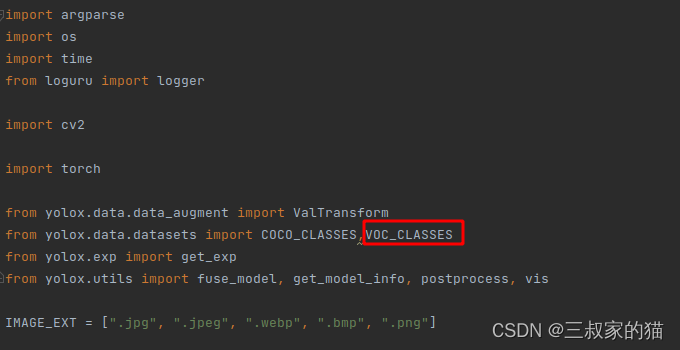 import argparse
import os
import time
from loguru import logger
import cv2
import torch
from yolox.data.data_augment import ValTransform
from yolox.data.datasets import COCO_CLASSES,VOC_CLASSES
from yolox.exp import get_exp
from yolox.utils import fuse_model, get_model_info, postprocess, vis
IMAGE_EXT = [".jpg", ".jpeg", ".webp", ".bmp", ".png"]
CSDN @三叔家的猫